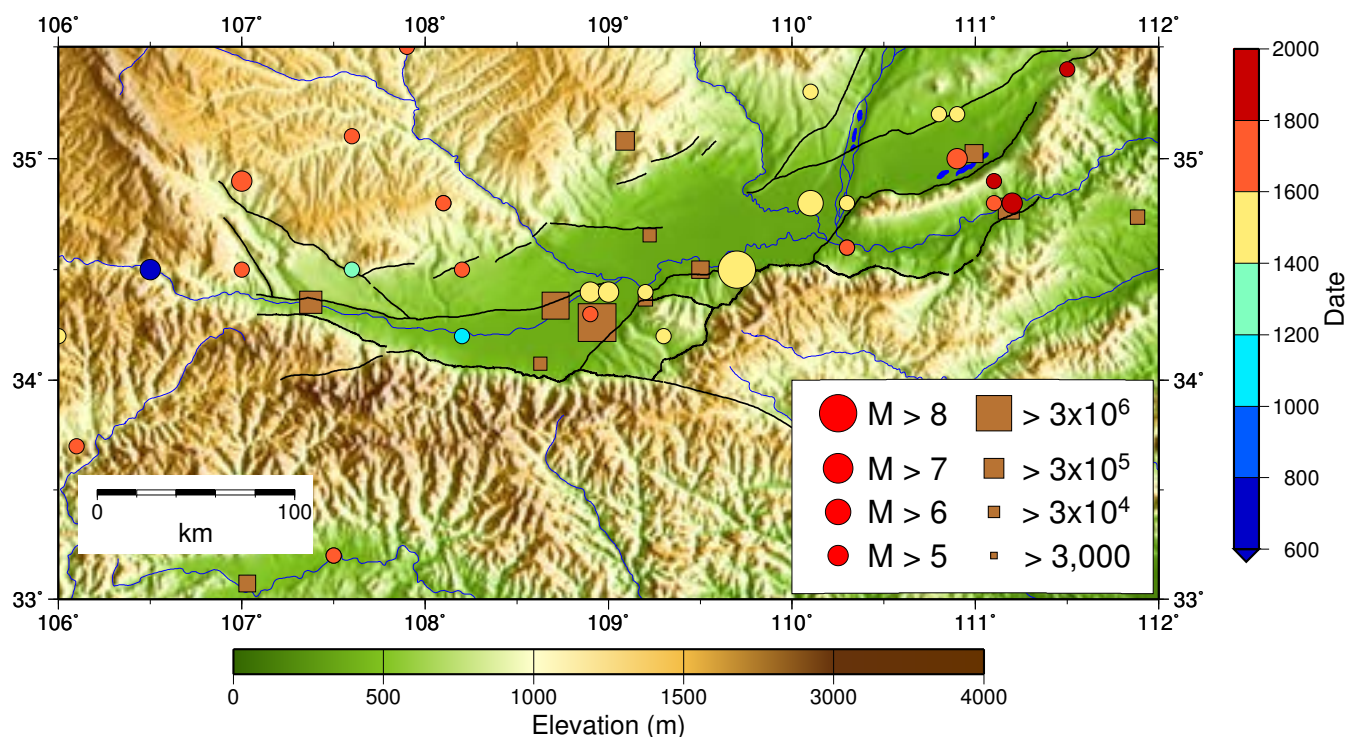 106˚ 107˚ 108˚ 109˚ 110˚ 111˚ 112˚
35˚ 35˚
34˚ 34˚
33˚ 33˚
106˚ 107˚ 108˚ 109˚ 110˚ 111˚ 112˚
0 100
km
M > 8 > 3x10⁶
M > 7 > 3x10⁵
M > 6 > 3x10⁴
M > 5 > 3,000
2000
1800
1600
1400
1200
1000
800
600
Date
0 500 1000 1500 3000 4000
Elevation (m)